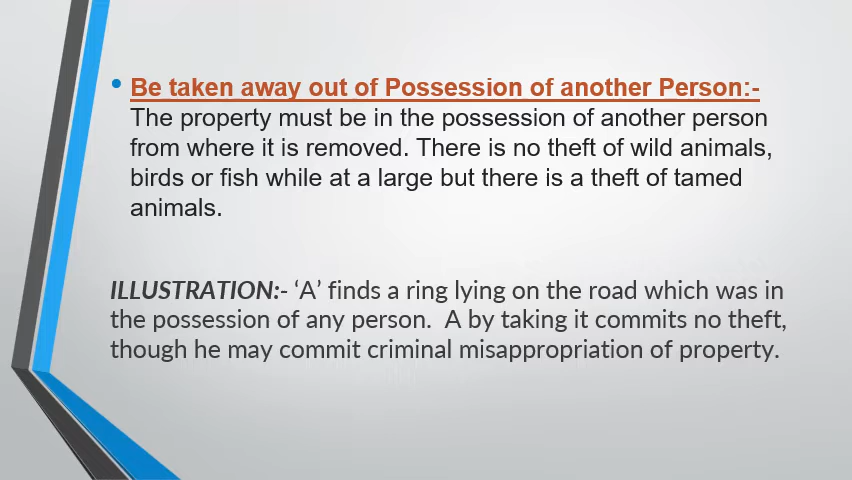 • Be taken away out of Possession of another Person:-
The property must be in the possession of another person
from where it is removed. There is no theft of wild animals,
birds or fish while at a large but there is a theft of tamed
animals.
ILLUSTRATION:- ‘A’ finds a ring lying on the road which was in
the possession of any person. A by taking it commits no theft,
though he may commit criminal misappropriation of property.